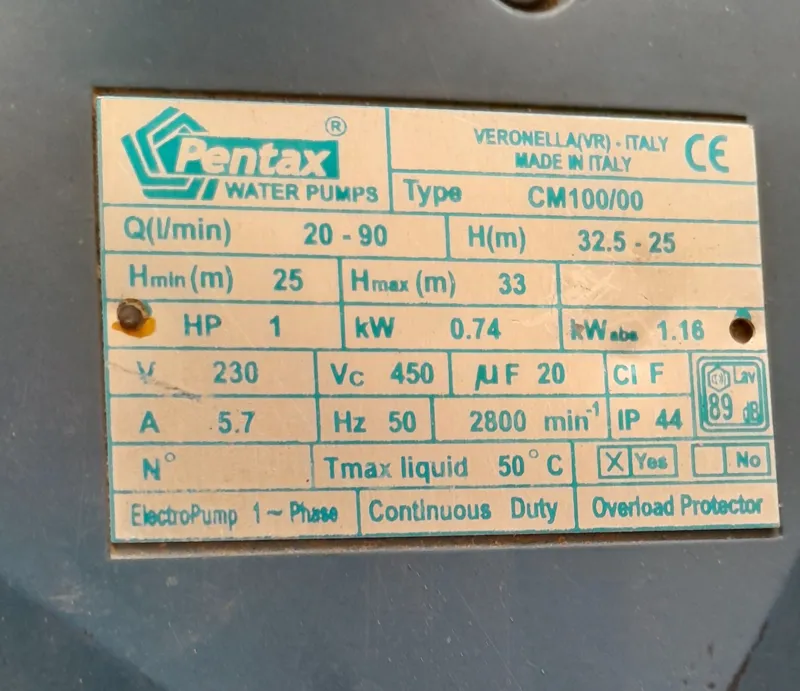 Pentax ®
WATER PUMPS
VERONELLA(VR) - ITALY
MADE IN ITALY
CE
Type CM100/00
Q(l/min) 20 - 90 H(m) 32.5 - 25
Hmin (m) 25 Hmax (m) 33
HP 1 kW 0.74 kW abs 1.16
V 230 Vc 450 µF 20 Cl F
Lwv
89 dB
A 5.7 Hz 50 2800 min-1 IP 44
N° Tmax liquid 50°C X Yes No
ElectroPump 1~Phase Continuous Duty Overload Protector